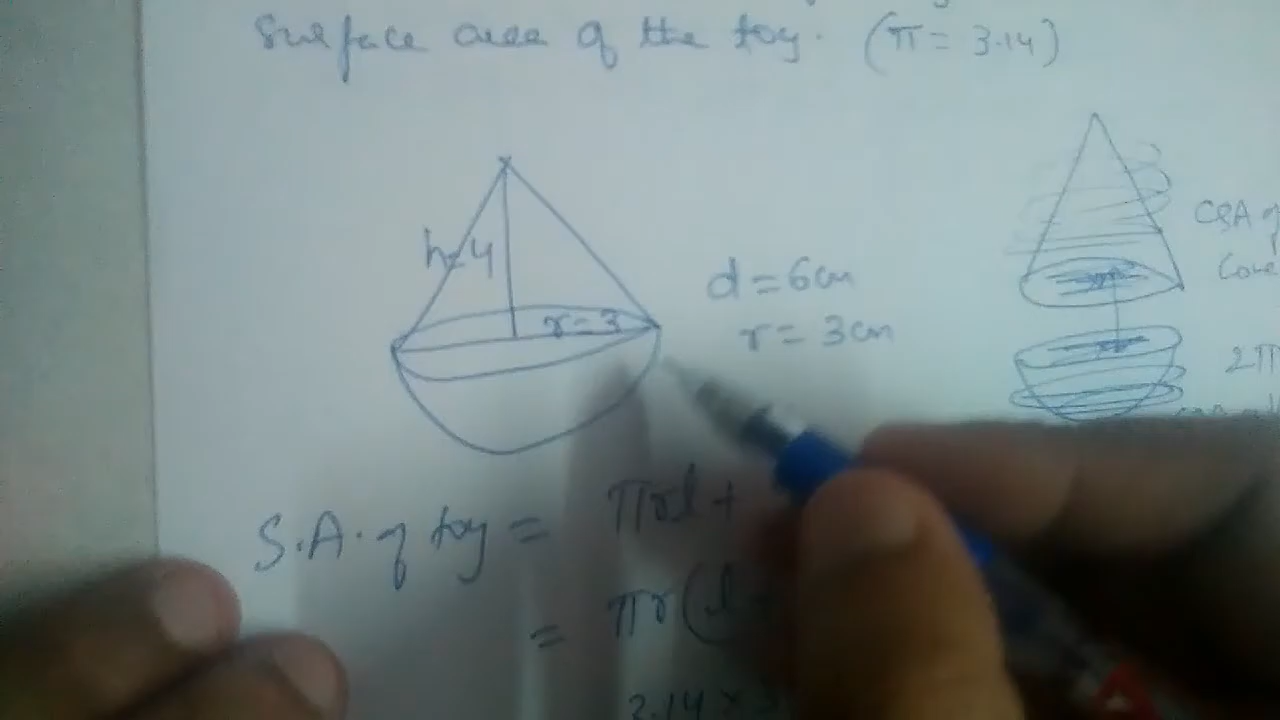 Surface area of the toy. (π = 3.14)
h=4
r=3
d = 6cm
r = 3cm
CSA of
Cone
2π
S.A. of toy = πrl +
= πr(l
3.14 ×